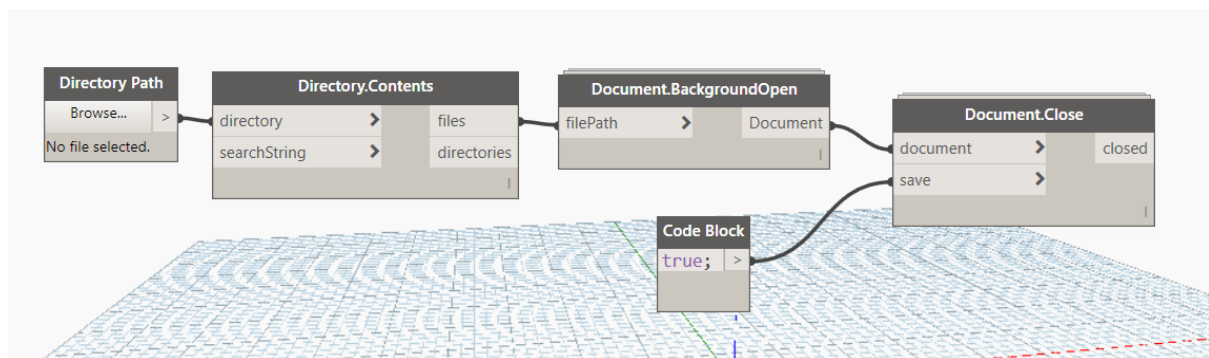 Directory Path
Browse...
>
No file selected.
Directory.Contents
directory
>
files
searchString
>
directories
l
Document.BackgroundOpen
filePath
>
Document
l
Document.Close
document
>
closed
save
>
l
Code Block
true;
>